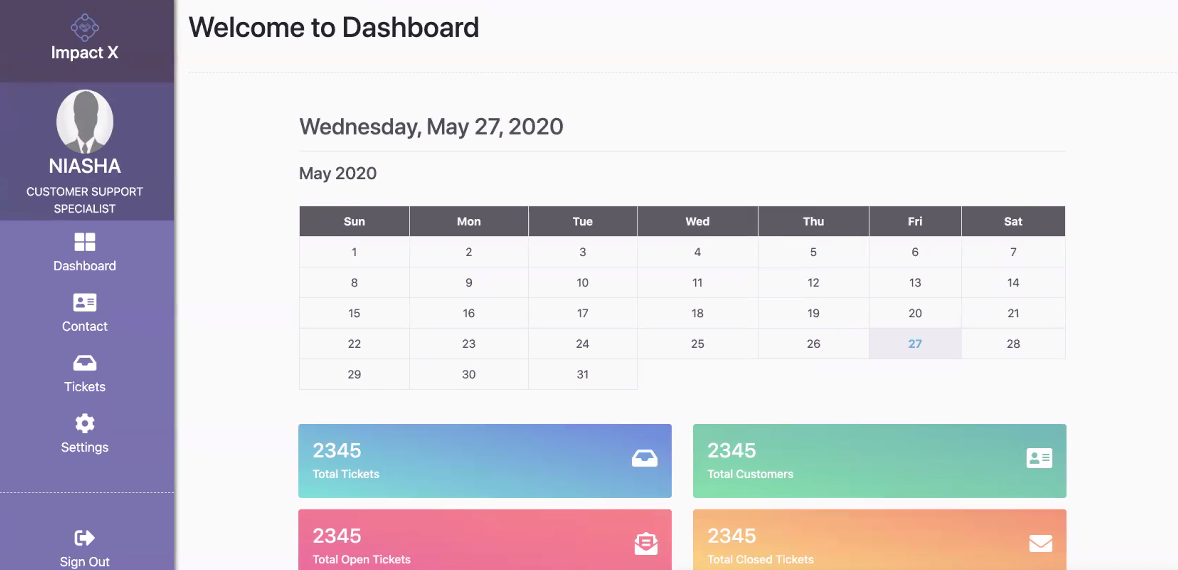 Impact X
NIASHA
CUSTOMER SUPPORT
SPECIALIST
Dashboard
Contact
Tickets
Settings
Sign Out
Welcome to Dashboard
Wednesday, May 27, 2020
May 2020
Sun Mon Tue Wed Thu Fri Sat
1 2 3 4 5 6 7
8 9 10 11 12 13 14
15 16 17 18 19 20 21
22 23 24 25 26 27 28
29 30 31
2345
Total Tickets
2345
Total Customers
2345
Total Open Tickets
2345
Total Closed Tickets